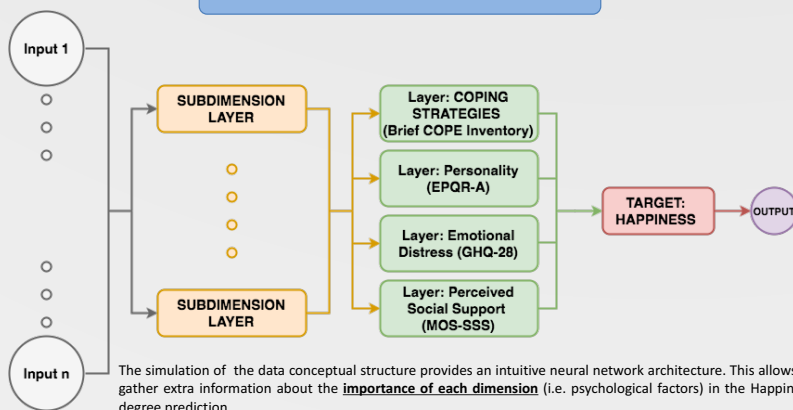 Input 1
SUBDIMENSION
LAYER
SUBDIMENSION
LAYER
Layer: COPING
STRATEGIES
(Brief COPE Inventory)
Layer: Personality
(EPQR-A)
Layer: Emotional
Distress (GHQ-28)
Layer: Perceived
Social Support
(MOS-SSS)
TARGET:
HAPPINESS
OUTPUT
Input n
The simulation of the data conceptual structure provides an intuitive neural network architecture. This allows
gather extra information about the importance of each dimension (i.e. psychological factors) in the Happin
degree prediction